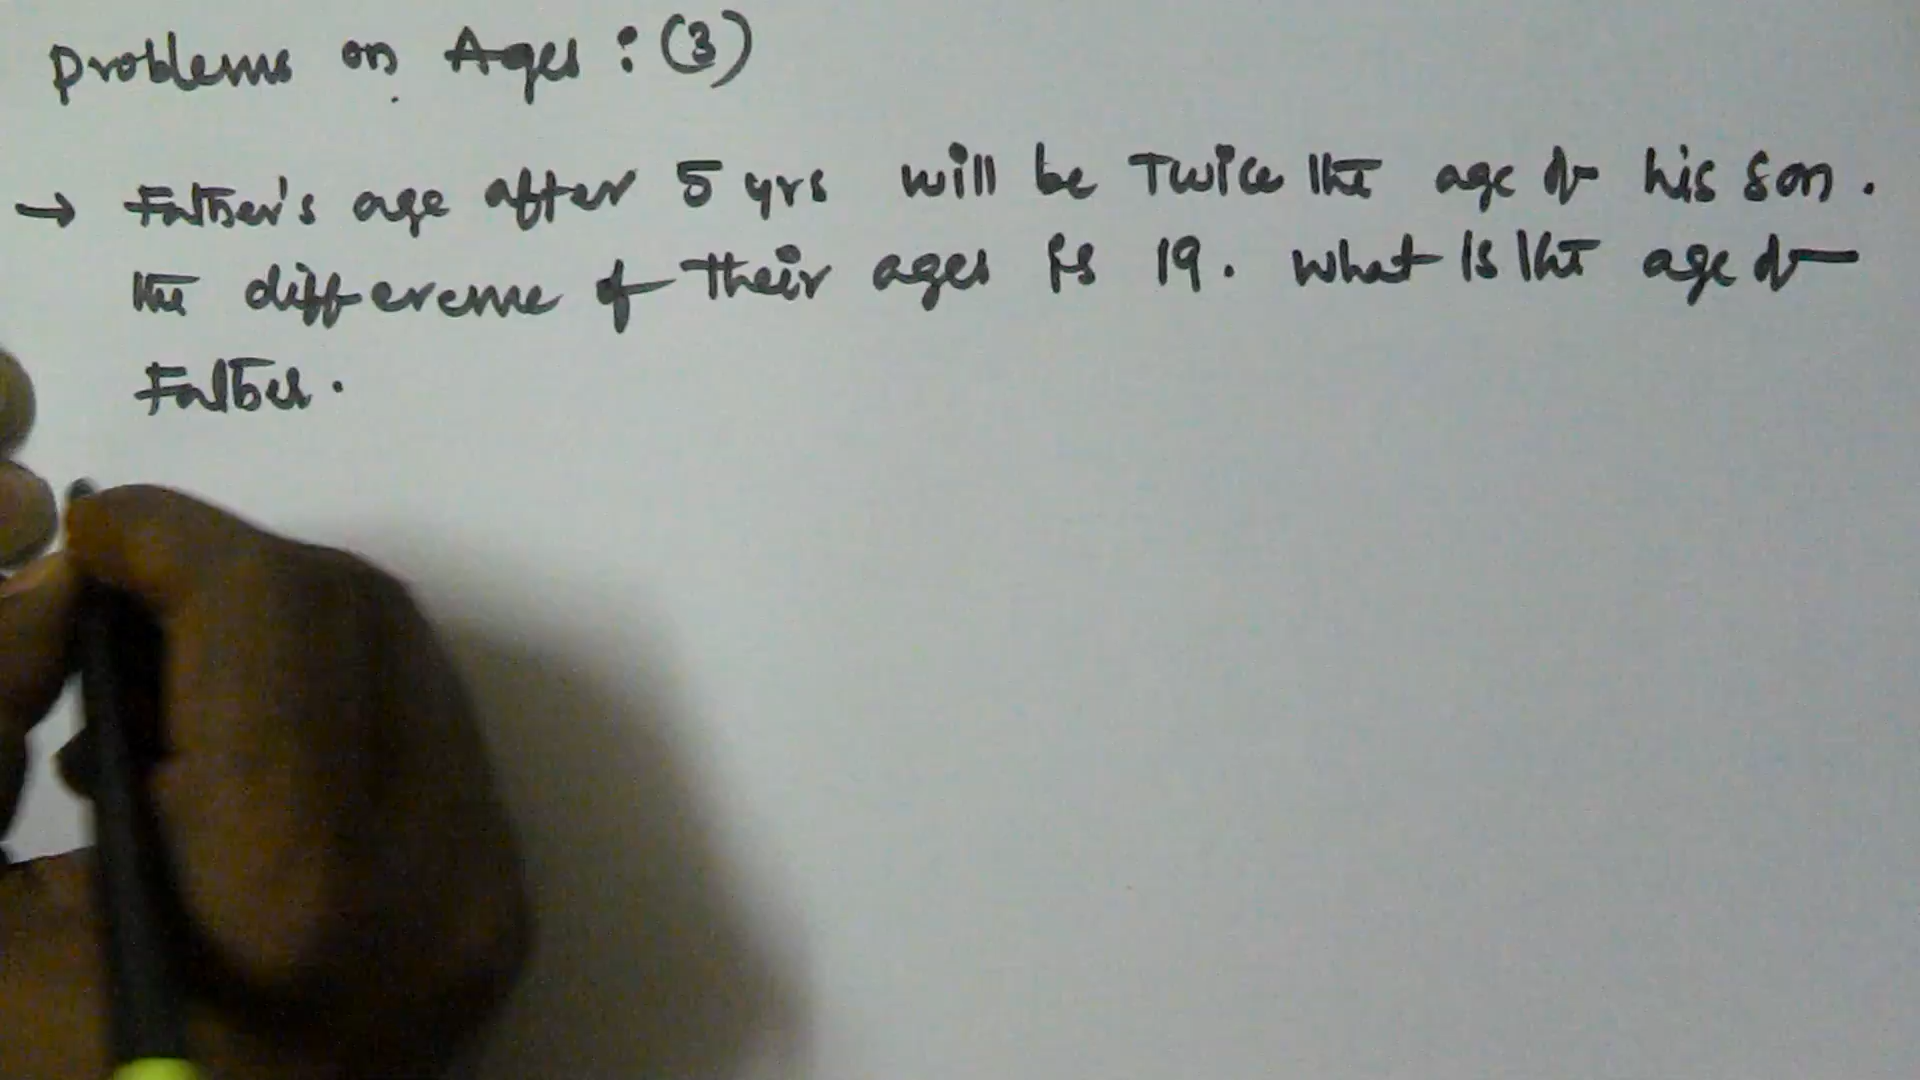 Problems on Ages : (3)
→ Father's age after 5 yrs will be Twice the age of his son.
the difference of their ages is 19. what is the age of
Father.